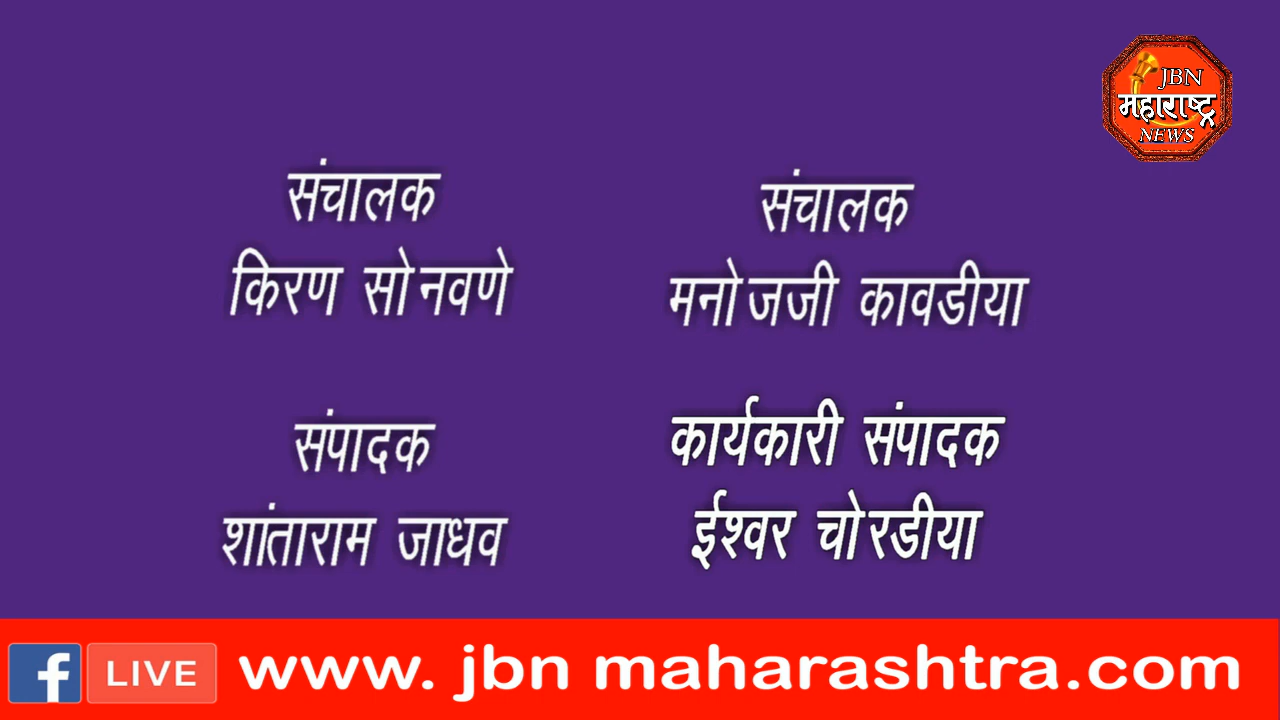 JBN
महाराष्ट्र
NEWS
संचालक
किरण सोनवणे
संचालक
मनोजजी कावडीया
संपादक
शांताराम जाधव
कार्यकारी संपादक
ईश्वर चोरडीया
f LIVE www. jbn maharashtra.com